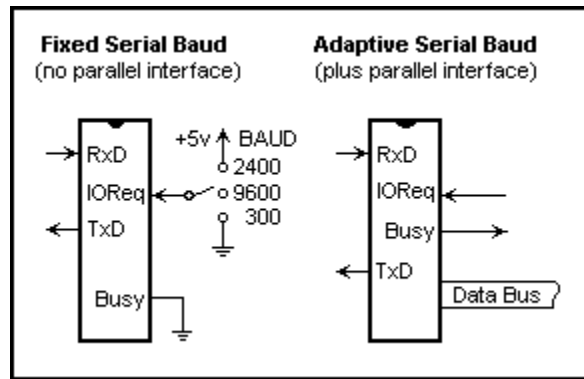 Fixed Serial Baud
(no parallel interface)
+5v BAUD
RxD
2400
IOReq
9600
TxD
300
Busy
Adaptive Serial Baud
(plus parallel interface)
RxD
IOReq
Busy
TxD
Data Bus